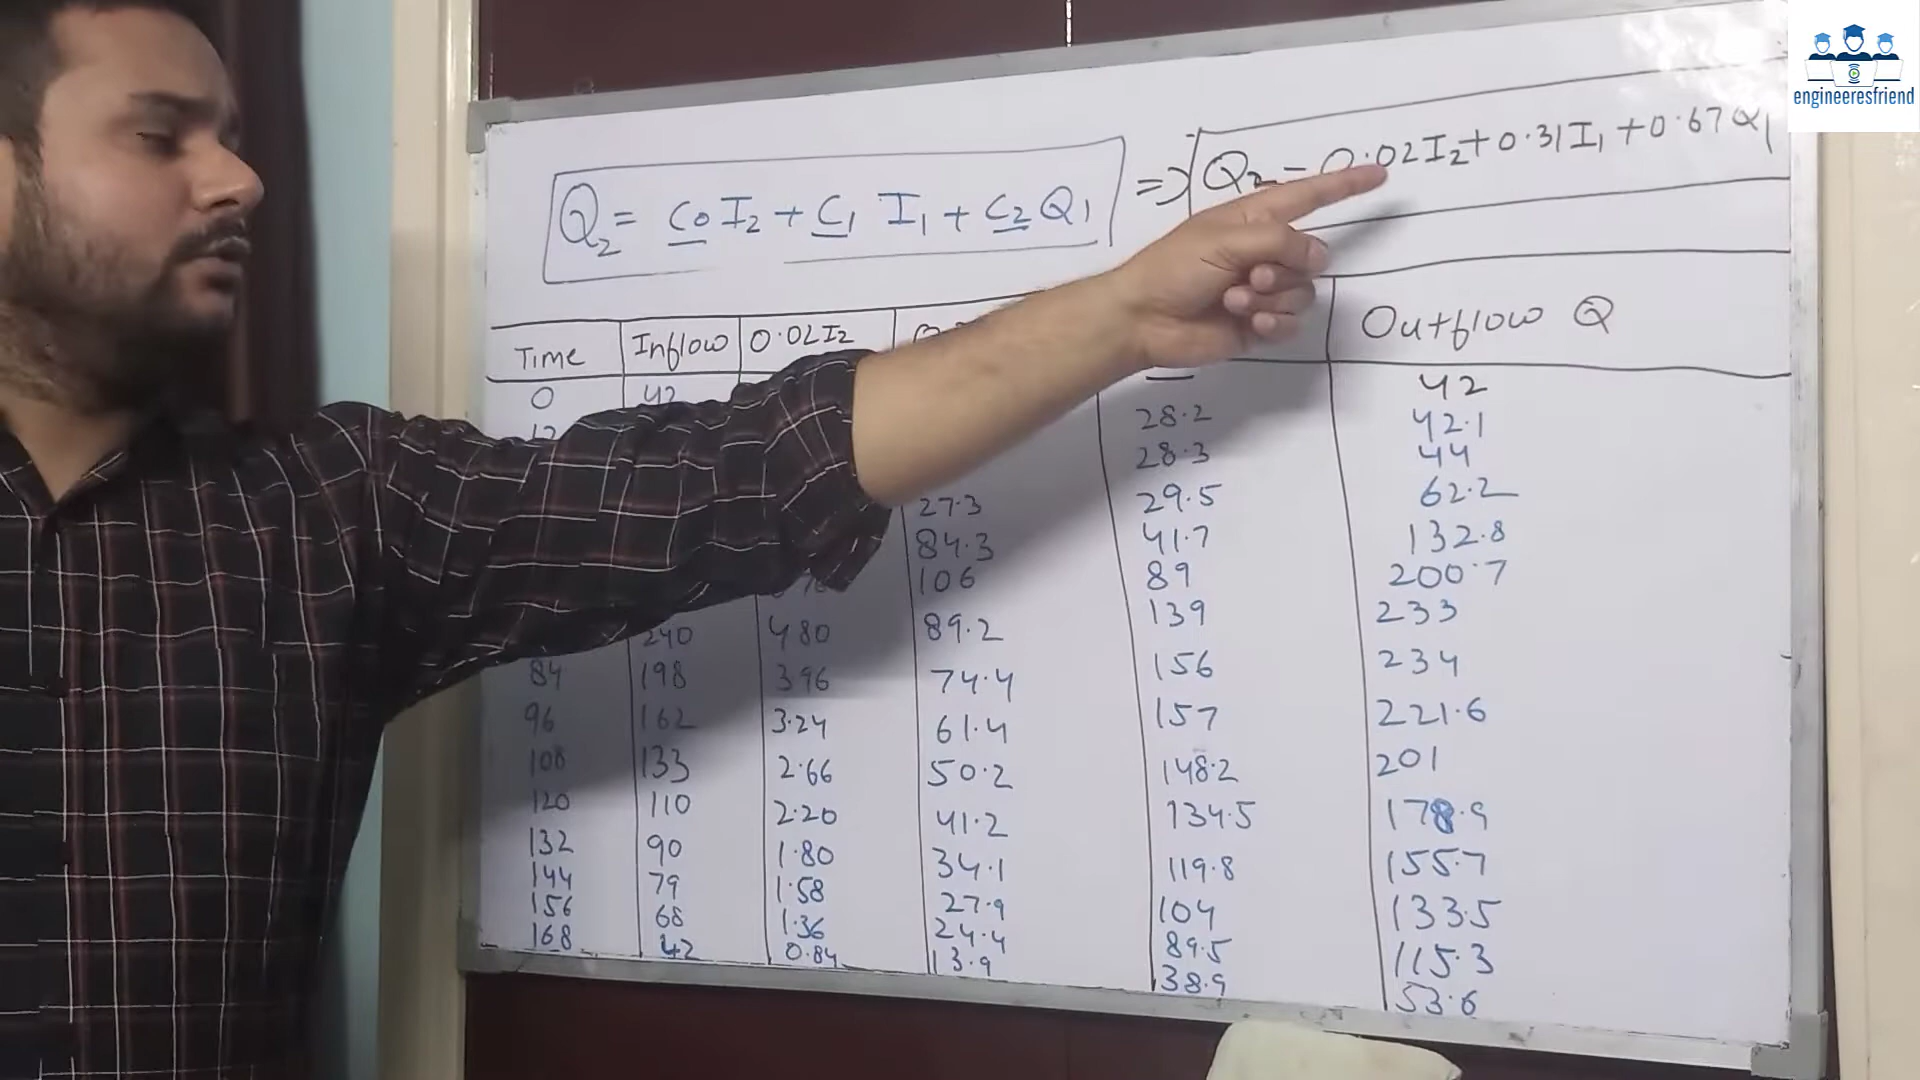 engineeresfriend
Q2 = C0 I2 + C1 I1 + C2 Q1 => Q2 = 0.02 I2 + 0.31 I1 + 0.67 Q1
Time Inflow 0.02 I2 Outflow Q
0 42 — 42
12 28.2 42.1
28.3 44
27.3 29.5 62.2
84.3 41.7 132.8
106 89 200.7
240 480 89.2 139 233
84 198 396 74.4 156 234
96 162 3.24 61.4 157 221.6
108 133 2.66 50.2 148.2 201
120 110 2.20 41.2 134.5 178.9
132 90 1.80 34.1 119.8 155.7
144 79 1.58 27.9 104 133.5
156 68 1.36 24.4 89.5 115.3
168 42 0.84 13.9 38.9 53.6